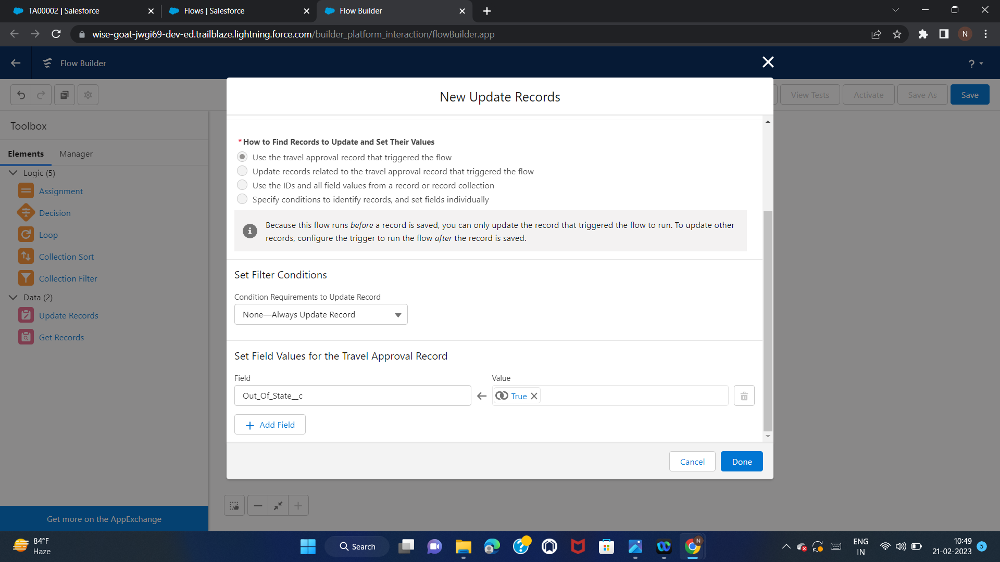 TA00002 | Salesforce
Flows | Salesforce
Flow Builder
wise-goat-jwgi69-dev-ed.trailblaze.lightning.force.com/builder_platform_interaction/flowBuilder.app
N
Flow Builder
?
View Tests
Activate
Save As
Save
Toolbox
Elements
Manager
Logic (5)
Assignment
Decision
Loop
Collection Sort
Collection Filter
Data (2)
Update Records
Get Records
Get more on the AppExchange
New Update Records
*How to Find Records to Update and Set Their Values
Use the travel approval record that triggered the flow
Update records related to the travel approval record that triggered the flow
Use the IDs and all field values from a record or record collection
Specify conditions to identify records, and set fields individually
Because this flow runs before a record is saved, you can only update the record that triggered the flow to run. To update other
records, configure the trigger to run the flow after the record is saved.
Set Filter Conditions
Condition Requirements to Update Record
None—Always Update Record
Set Field Values for the Travel Approval Record
Field
Value
Out_Of_State__c
True
Add Field
Cancel
Done
84°F
Haze
Search
N
ENG
IN
10:49
21-02-2023
5